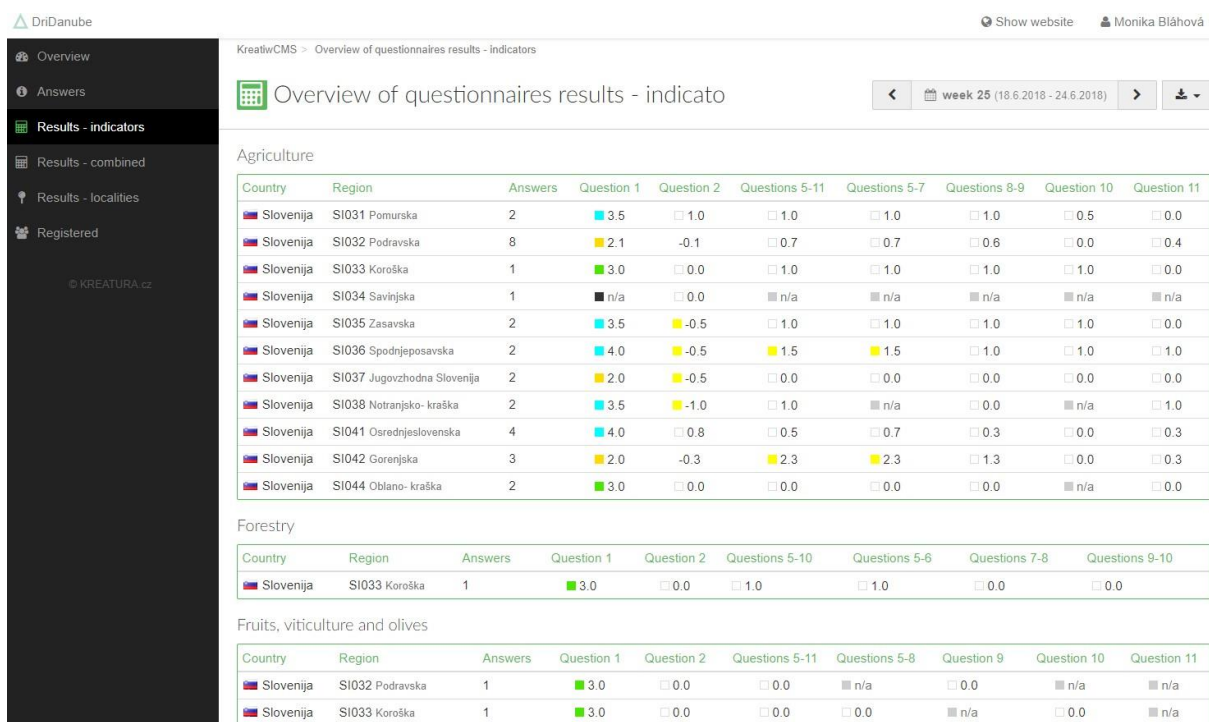 DriDanube Show website Monika Bláhová
Overview
Answers
Results - indicators
Results - combined
Results - localities
Registered
© KREATURA.cz
KreatiwCMS > Overview of questionnaires results - indicators
Overview of questionnaires results - indicato
week 25 (18.6.2018 - 24.6.2018)
Agriculture
Country Region Answers Question 1 Question 2 Questions 5-11 Questions 5-7 Questions 8-9 Question 10 Question 11
Slovenija SI031 Pomurska 2 3.5 1.0 1.0 1.0 1.0 0.5 0.0
Slovenija SI032 Podravska 8 2.1 -0.1 0.7 0.7 0.6 0.0 0.4
Slovenija SI033 Koroška 1 3.0 0.0 1.0 1.0 1.0 1.0 0.0
Slovenija SI034 Savinjska 1 n/a 0.0 n/a n/a n/a n/a n/a
Slovenija SI035 Zasavska 2 3.5 -0.5 1.0 1.0 1.0 1.0 0.0
Slovenija SI036 Spodnjeposavska 2 4.0 -0.5 1.5 1.5 1.0 1.0 1.0
Slovenija SI037 Jugovzhodna Slovenija 2 2.0 -0.5 0.0 0.0 0.0 0.0 0.0
Slovenija SI038 Notranjsko- kraška 2 3.5 -1.0 1.0 n/a 0.0 n/a 1.0
Slovenija SI041 Osrednjeslovenska 4 4.0 0.8 0.5 0.7 0.3 0.0 0.3
Slovenija SI042 Gorenjska 3 2.0 -0.3 2.3 2.3 1.3 0.0 0.3
Slovenija SI044 Oblano- kraška 2 3.0 0.0 0.0 0.0 0.0 n/a 0.0
Forestry
Country Region Answers Question 1 Question 2 Questions 5-10 Questions 5-6 Questions 7-8 Questions 9-10
Slovenija SI033 Koroška 1 3.0 0.0 1.0 1.0 0.0 0.0
Fruits, viticulture and olives
Country Region Answers Question 1 Question 2 Questions 5-11 Questions 5-8 Question 9 Question 10 Question 11
Slovenija SI032 Podravska 1 3.0 0.0 0.0 n/a 0.0 n/a n/a
Slovenija SI033 Koroška 1 3.0 0.0 0.0 0.0 n/a 0.0 n/a